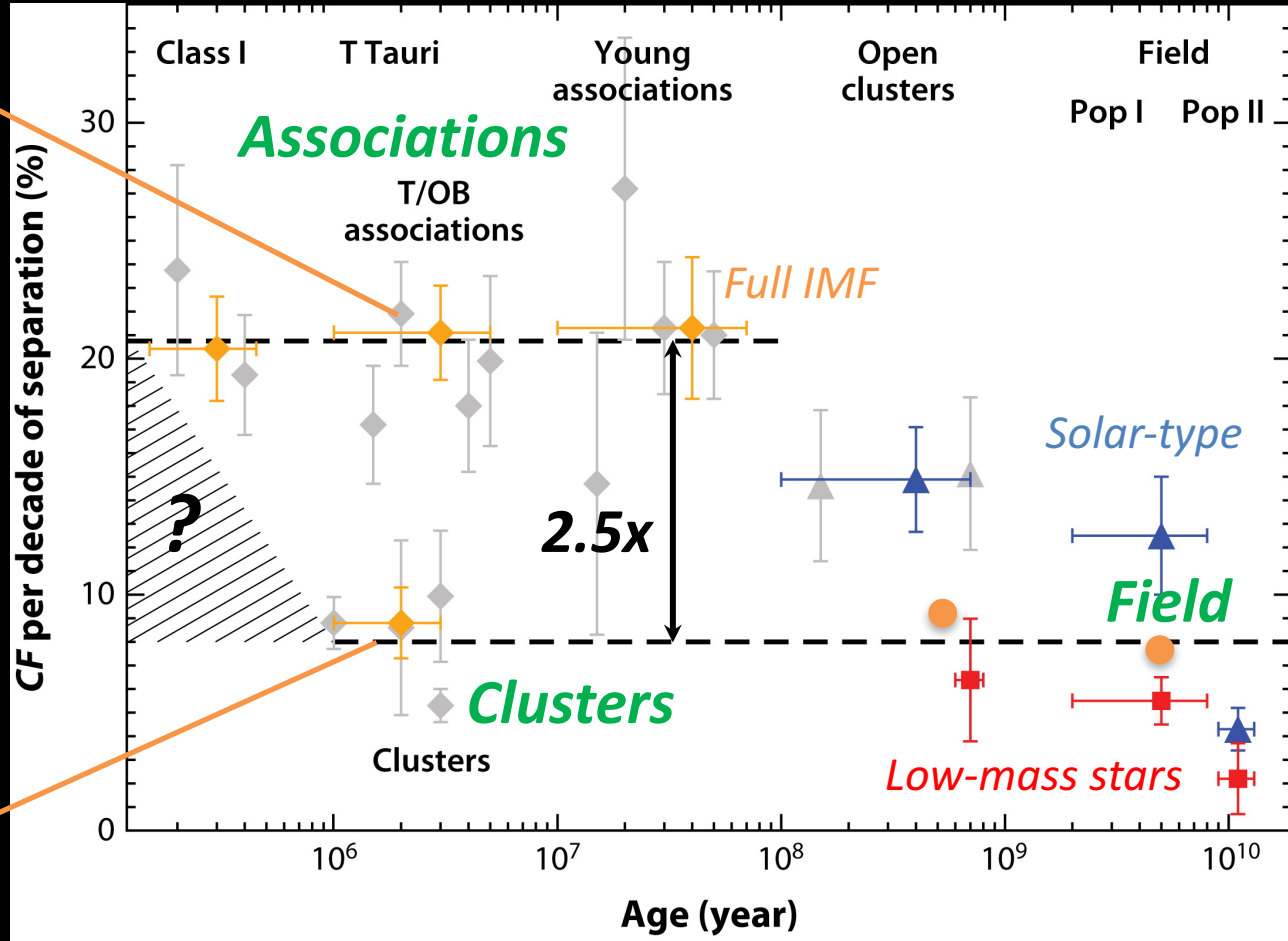 Class I
T Tauri
Young
associations
Open
clusters
Field
Pop I
Pop II
30
Associations
T/OB
associations
Full IMF
20
Solar-type
?
2.5x
10
Field
Clusters
Low-mass stars
Clusters
0
10⁶
10⁷
10⁸
10⁹
10¹⁰
Age (year)
CF per decade of separation (%)